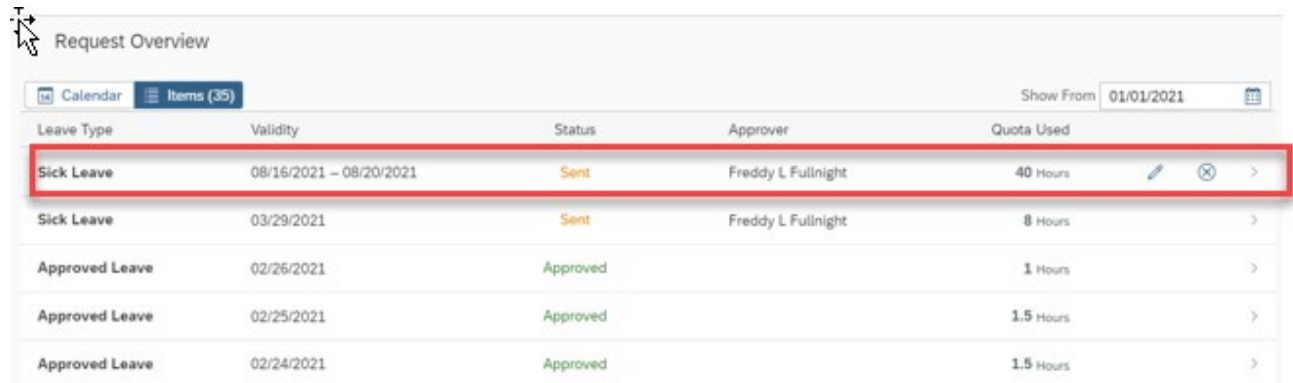 Request Overview
Calendar Items (35) Show From 01/01/2021
Leave Type Validity Status Approver Quota Used
Sick Leave 08/16/2021 – 08/20/2021 Sent Freddy L Fullnight 40 Hours
Sick Leave 03/29/2021 Sent Freddy L Fullnight 8 Hours
Approved Leave 02/26/2021 Approved 1 Hours
Approved Leave 02/25/2021 Approved 1.5 Hours
Approved Leave 02/24/2021 Approved 1.5 Hours